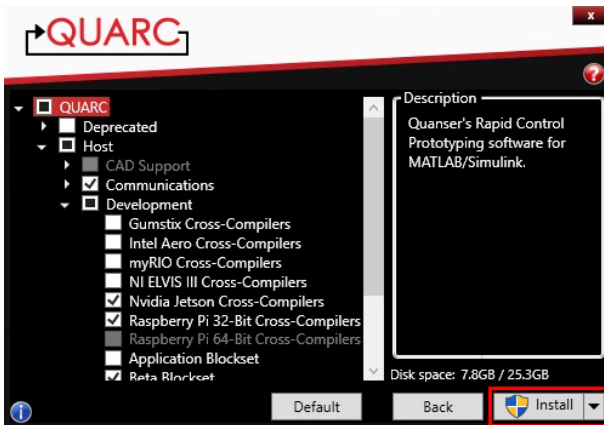 x
QUARC
?
QUARC
Deprecated
Host
CAD Support
Communications
Development
Gumstix Cross-Compilers
Intel Aero Cross-Compilers
myRIO Cross-Compilers
NI ELVIS III Cross-Compilers
Nvidia Jetson Cross-Compilers
Raspberry Pi 32-Bit Cross-Compilers
Raspberry Pi 64-Bit Cross-Compilers
Application Blockset
Beta Blockset
Description
Quanser's Rapid Control
Prototyping software for
MATLAB/Simulink.
Disk space: 7.8GB / 25.3GB
i
Default
Back
Install